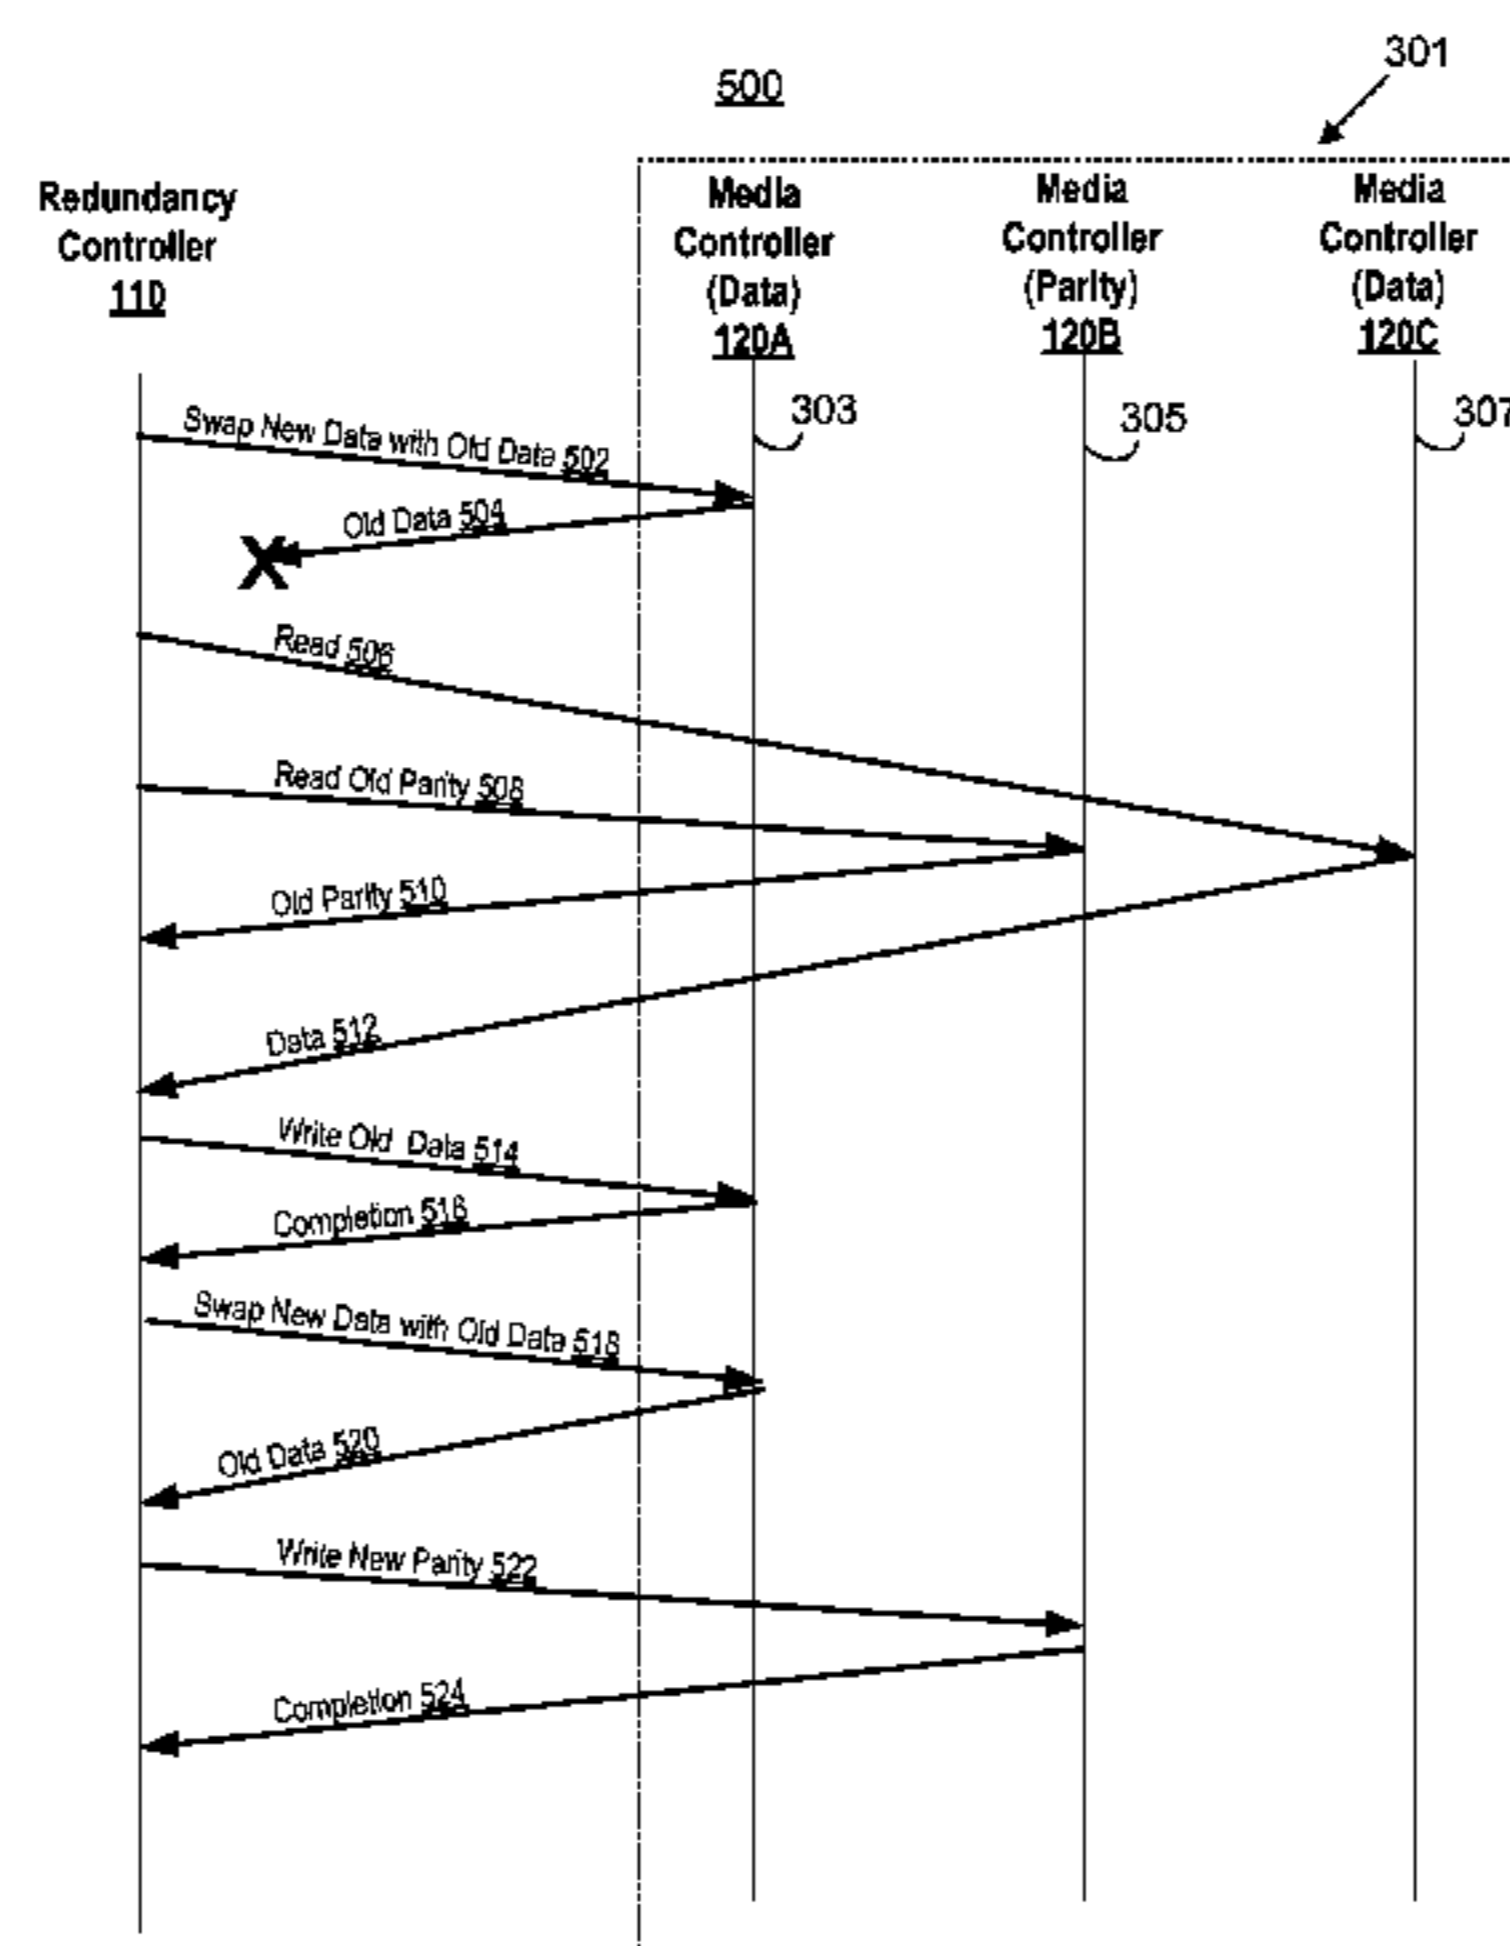 500
301
Redundancy
Controller
110
Media
Controller
(Data)
120A
Media
Controller
(Parity)
120B
Media
Controller
(Data)
120C
303
305
307
Swap New Data with Old Data 502
Old Data 504
X
Read 506
Read Old Parity 508
Old Parity 510
Data 512
Write Old Data 514
Completion 516
Swap New Data with Old Data 518
Old Data 520
Write New Parity 522
Completion 524